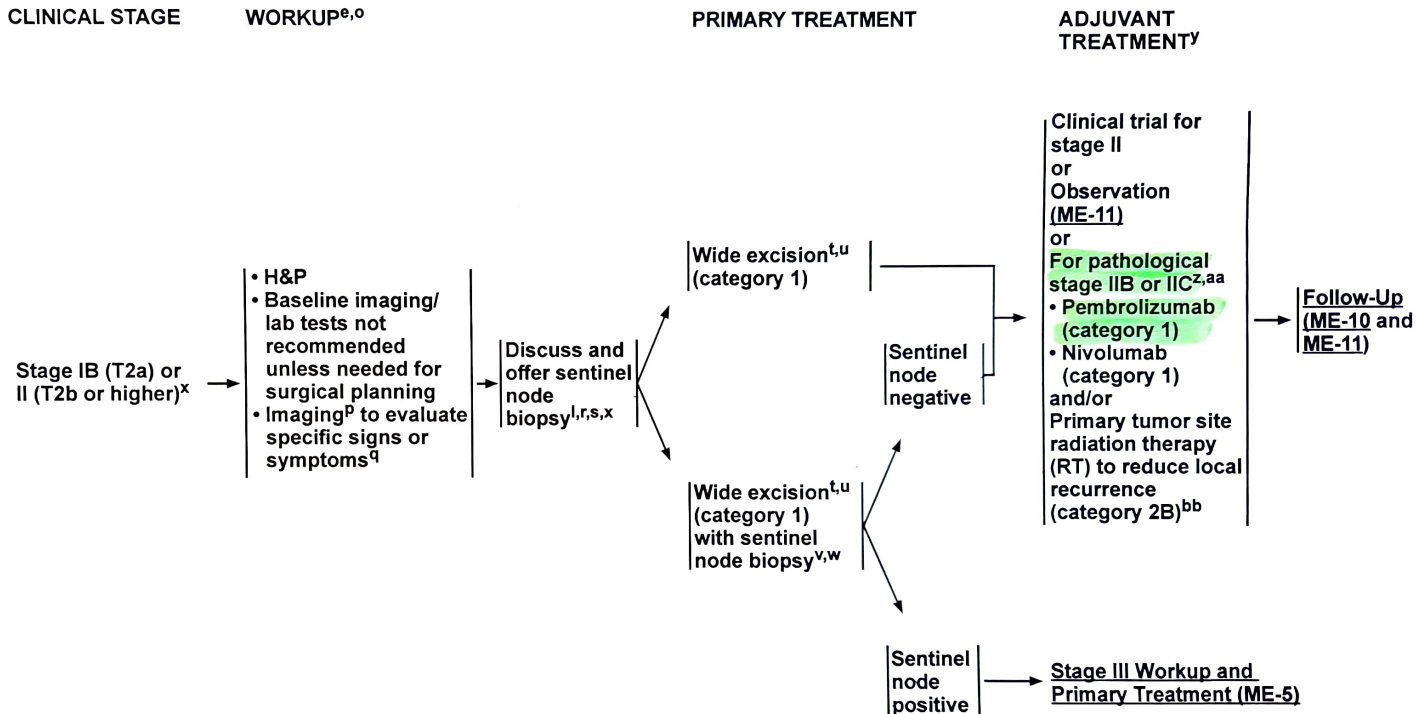 CLINICAL STAGE
WORKUPe,o
PRIMARY TREATMENT
ADJUVANT
TREATMENTy
Stage IB (T2a) or
II (T2b or higher)x
• H&P
• Baseline imaging/
lab tests not
recommended
unless needed for
surgical planning
• Imagingp to evaluate
specific signs or
symptomsq
Discuss and
offer sentinel
node
biopsyl,r,s,x
Wide excisiont,u
(category 1)
Wide excisiont,u
(category 1)
with sentinel
node biopsyv,w
Sentinel
node
negative
Sentinel
node
positive
Clinical trial for
stage II
or
Observation
(ME-11)
or
For pathological
stage IIB or IICz,aa
• Pembrolizumab
(category 1)
• Nivolumab
(category 1)
and/or
Primary tumor site
radiation therapy
(RT) to reduce local
recurrence
(category 2B)bb
Follow-Up
(ME-10 and
ME-11)
Stage III Workup and
Primary Treatment (ME-5)